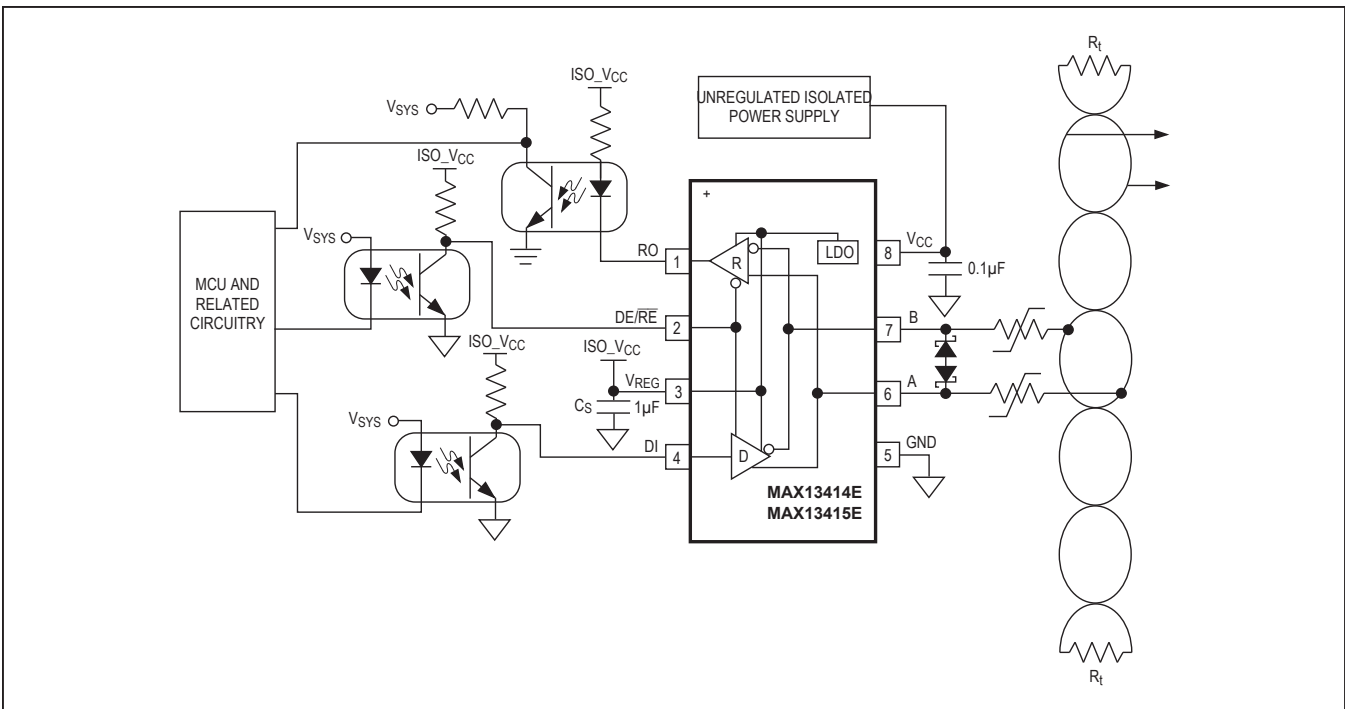 Rt
ISO_VCC
VSYS
UNREGULATED ISOLATED
POWER SUPPLY
ISO_VCC
+
VSYS
RO
1
R
LDO
8
VCC
0.1µF
MCU AND
RELATED
CIRCUITRY
DE/R̅E̅
2
7
B
ISO_VCC
ISO_VCC
VREG
3
6
A
CS
1µF
VSYS
DI
4
D
5
GND
MAX13414E
MAX13415E
Rt